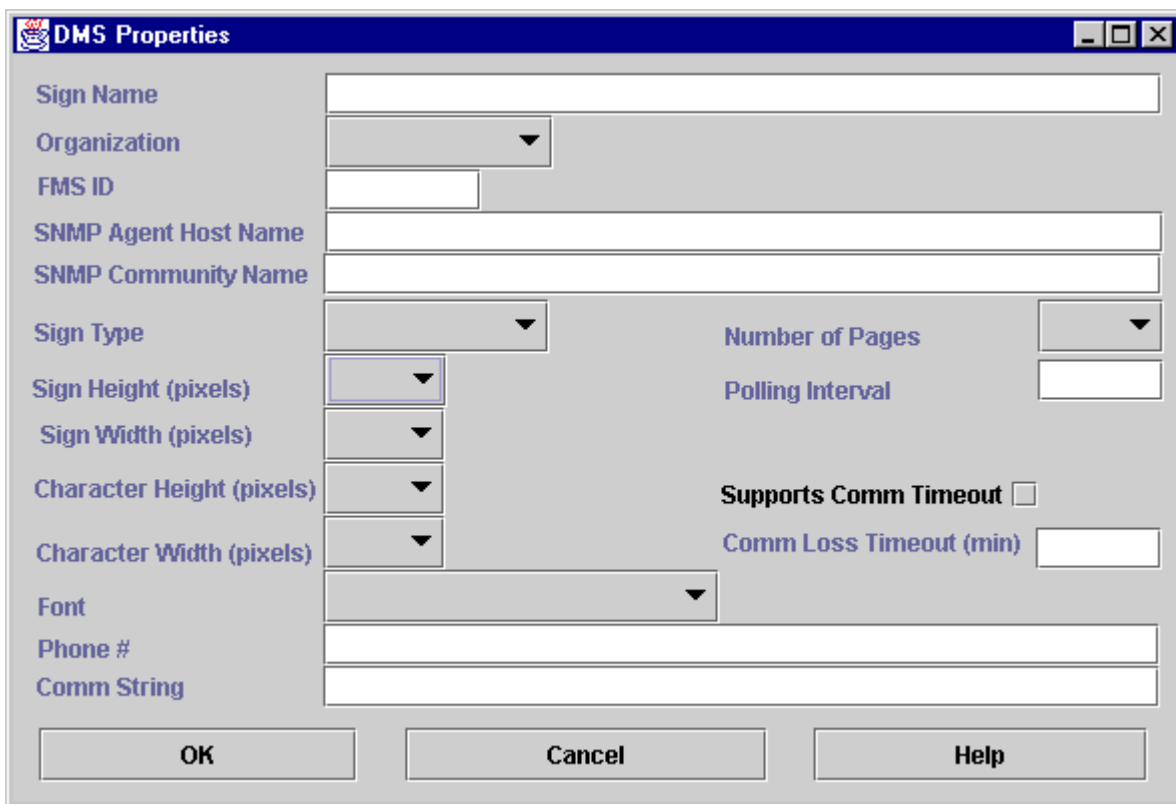 DMS Properties
Sign Name
Organization
FMS ID
SNMP Agent Host Name
SNMP Community Name
Sign Type
Number of Pages
Sign Height (pixels)
Polling Interval
Sign Width (pixels)
Character Height (pixels)
Supports Comm Timeout
Character Width (pixels)
Comm Loss Timeout (min)
Font
Phone #
Comm String
OK
Cancel
Help